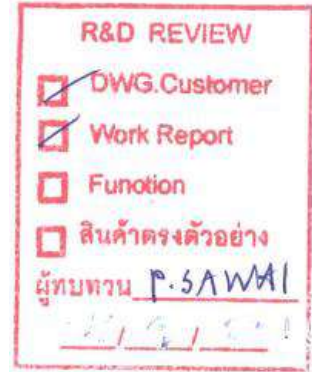 R&D REVIEW
DWG.Customer
Work Report
Funotion
สินค้าตรงตัวอย่าง
ผู้ทบทวน P.SAWAI